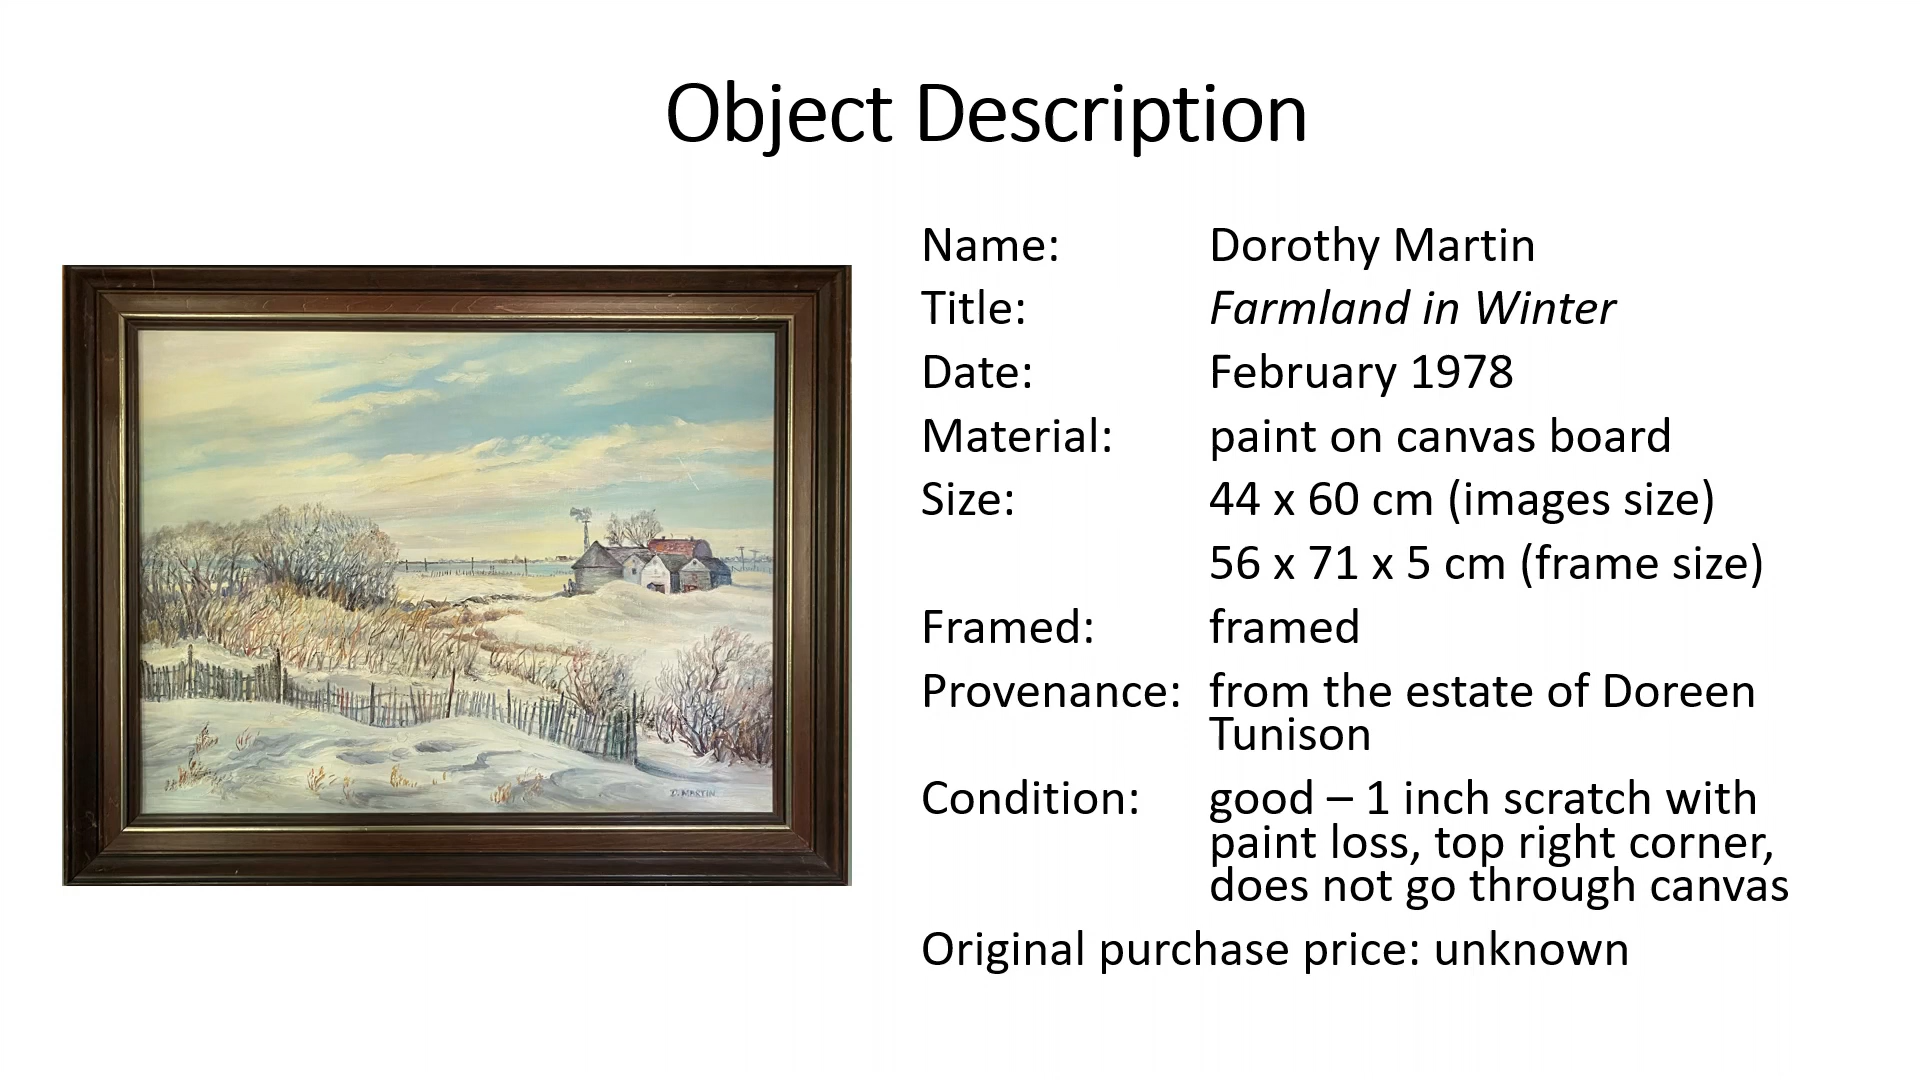 Object Description
Name: Dorothy Martin
Title: Farmland in Winter
Date: February 1978
Material: paint on canvas board
Size: 44 x 60 cm (images size)
56 x 71 x 5 cm (frame size)
Framed: framed
Provenance: from the estate of Doreen
Tunison
Condition: good – 1 inch scratch with
paint loss, top right corner,
does not go through canvas
Original purchase price: unknown
D. MARTIN